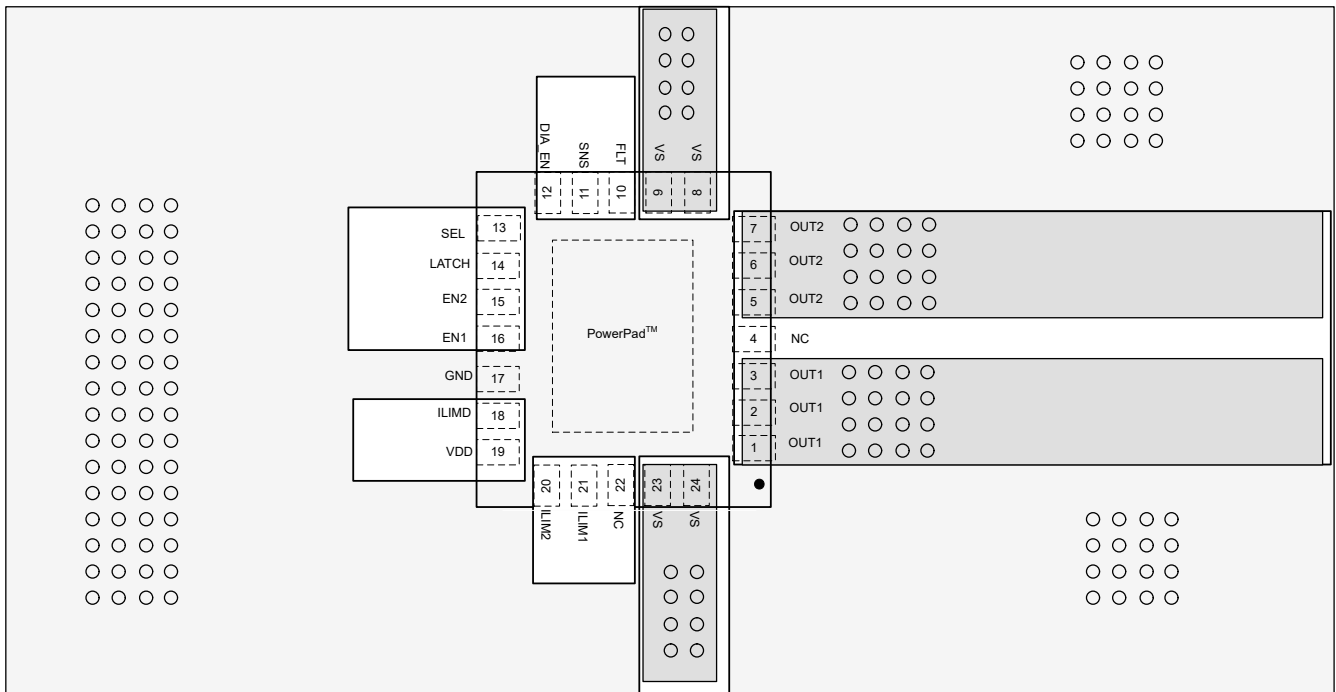 DIA_EN
SNS
FLT
VS
VS
12
11
10
9
8
SEL
13
LATCH
14
EN2
15
EN1
16
GND
17
ILIMD
18
VDD
19
PowerPad™
7
OUT2
6
OUT2
5
OUT2
4
NC
3
OUT1
2
OUT1
1
OUT1
20
21
22
23
24
ILIM2
ILIM1
NC
VS
VS